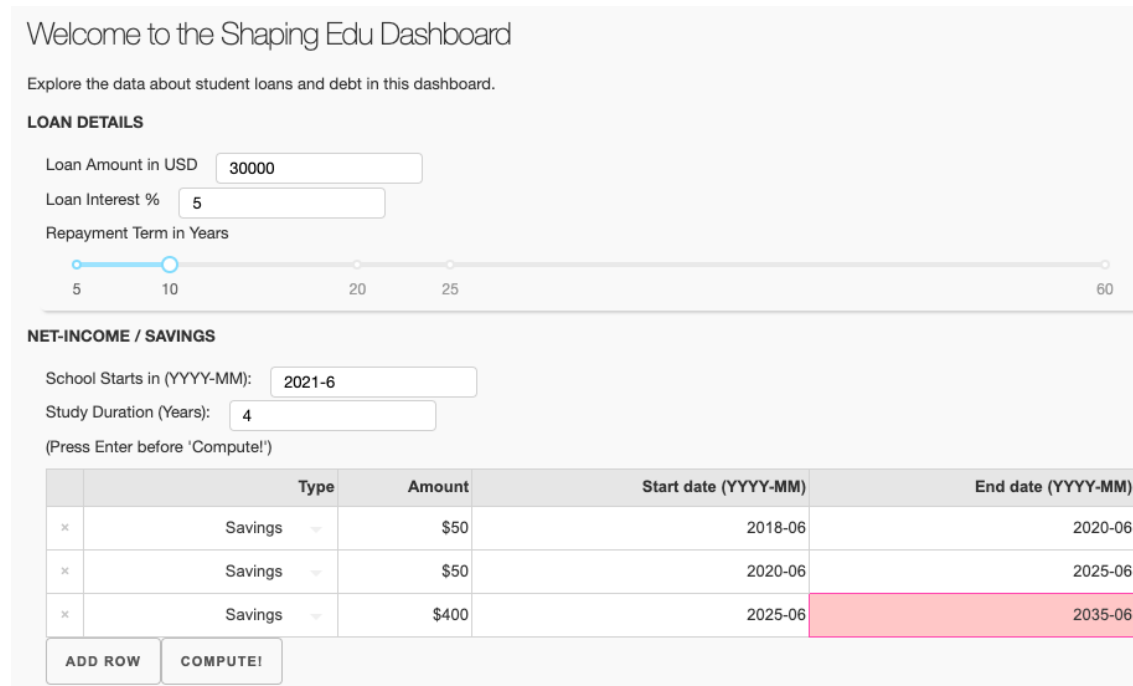 Welcome to the Shaping Edu Dashboard
Explore the data about student loans and debt in this dashboard.
LOAN DETAILS
Loan Amount in USD 30000
Loan Interest % 5
Repayment Term in Years
5 10 20 25 60
NET-INCOME / SAVINGS
School Starts in (YYYY-MM): 2021-6
Study Duration (Years): 4
(Press Enter before 'Compute!')
Type Amount Start date (YYYY-MM) End date (YYYY-MM)
× Savings $50 2018-06 2020-06
× Savings $50 2020-06 2025-06
× Savings $400 2025-06 2035-06
ADD ROW COMPUTE!